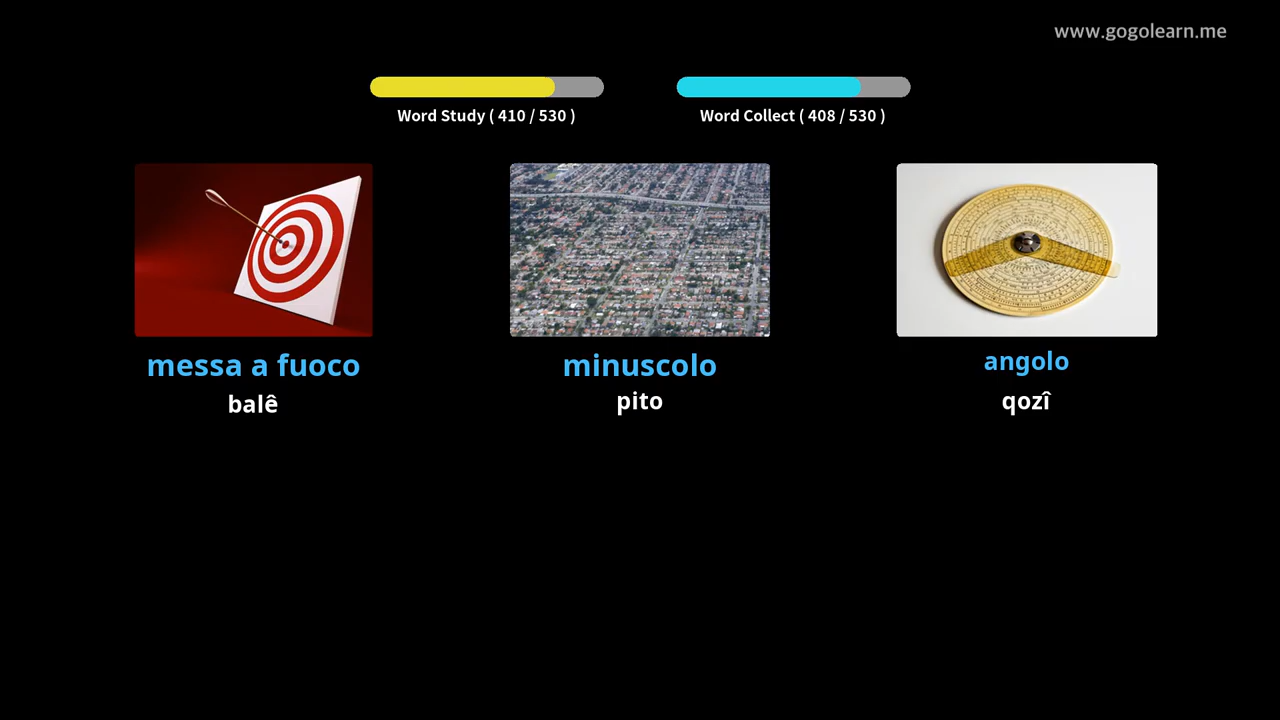 www.gogolearn.me
Word Study ( 410 / 530 )
Word Collect ( 408 / 530 )
messa a fuoco
minuscolo
angolo
balê
pito
qozî